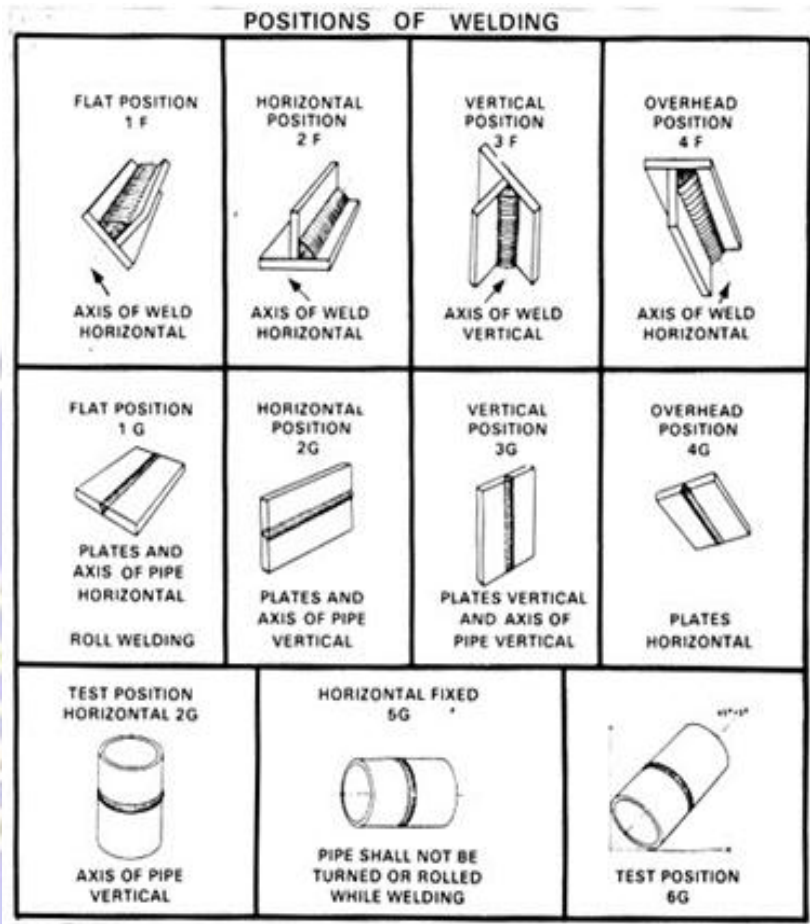 POSITIONS OF WELDING
FLAT POSITION
1 F
AXIS OF WELD
HORIZONTAL
HORIZONTAL
POSITION
2 F
AXIS OF WELD
HORIZONTAL
VERTICAL
POSITION
3 F
AXIS OF WELD
VERTICAL
OVERHEAD
POSITION
4 F
AXIS OF WELD
HORIZONTAL
FLAT POSITION
1 G
PLATES AND
AXIS OF PIPE
HORIZONTAL
ROLL WELDING
HORIZONTAL
POSITION
2G
PLATES AND
AXIS OF PIPE
VERTICAL
VERTICAL
POSITION
3G
PLATES VERTICAL
AND AXIS OF
PIPE VERTICAL
OVERHEAD
POSITION
4G
PLATES
HORIZONTAL
TEST POSITION
HORIZONTAL 2G
AXIS OF PIPE
VERTICAL
HORIZONTAL FIXED
5G
PIPE SHALL NOT BE
TURNED OR ROLLED
WHILE WELDING
TEST POSITION
6G